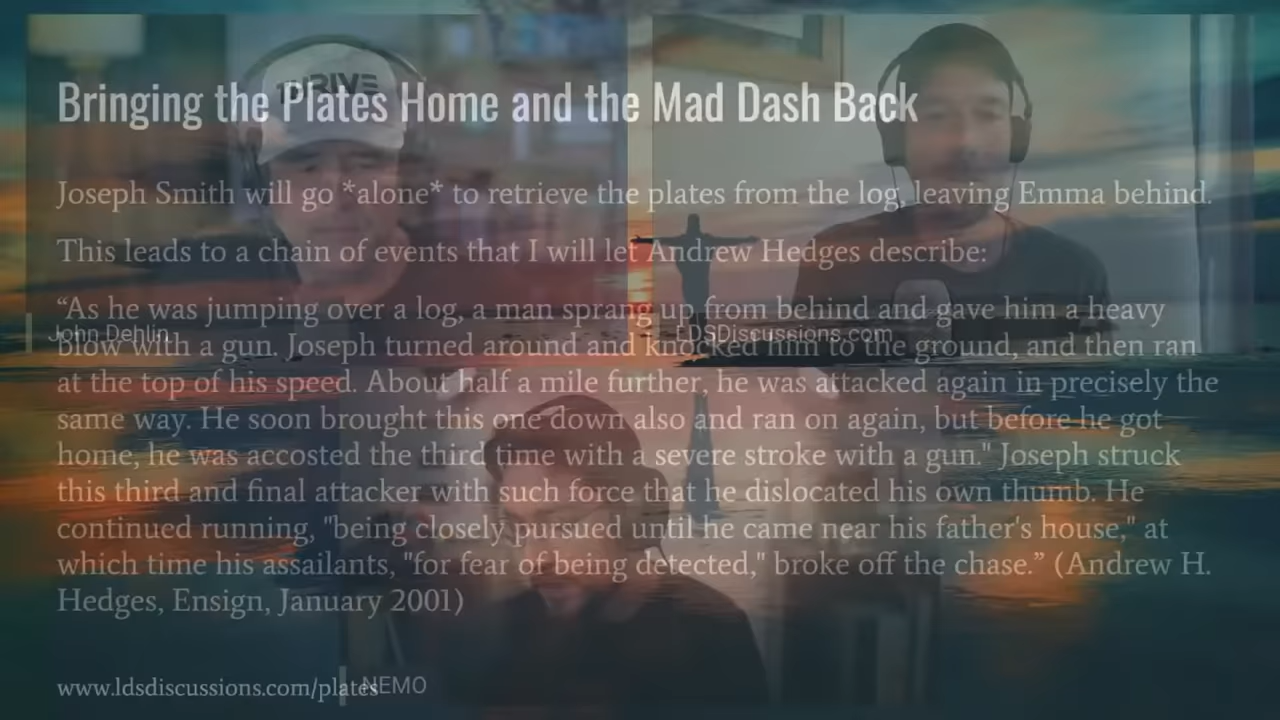 THRIVE
Bringing the Plates Home and the Mad Dash Back
Joseph Smith will go *alone* to retrieve the plates from the log, leaving Emma behind.
This leads to a chain of events that I will let Andrew Hedges describe:
“As he was jumping over a log, a man sprang up from behind and gave him a heavy
John Dehlin
LDSDiscussions.com
blow with a gun. Joseph turned around and knocked him to the ground, and then ran
at the top of his speed. About half a mile further, he was attacked again in precisely the
same way. He soon brought this one down also and ran on again, but before he got
home, he was accosted the third time with a severe stroke with a gun." Joseph struck
this third and final attacker with such force that he dislocated his own thumb. He
continued running, "being closely pursued until he came near his father's house," at
which time his assailants, "for fear of being detected," broke off the chase.” (Andrew H.
Hedges, Ensign, January 2001)
www.ldsdiscussions.com/plates
NEMO